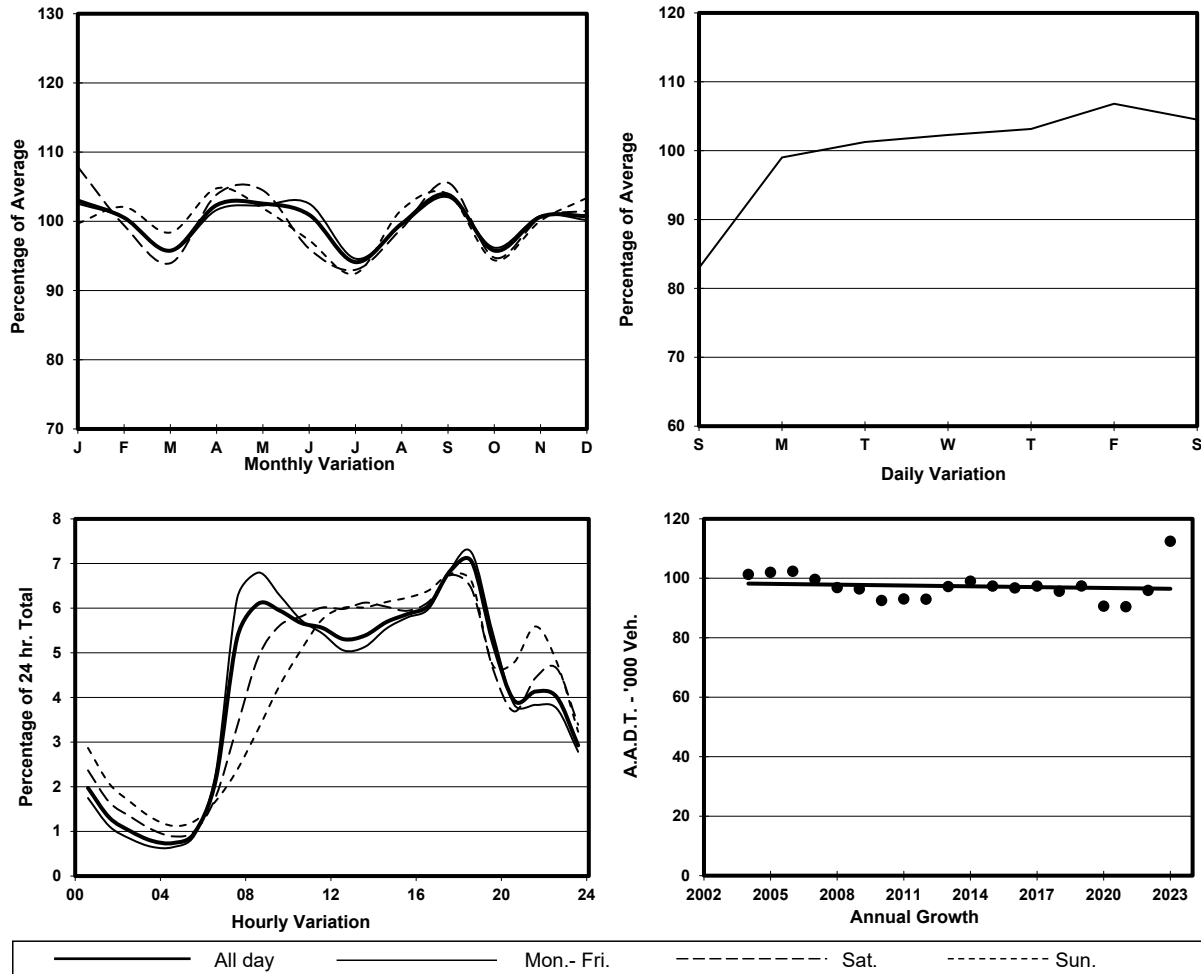 130
120
110
100
90
80
70
Percentage of Average
J F M A M J J A S O N D
Monthly Variation
120
110
100
90
80
70
60
Percentage of Average
S M T W T F S
Daily Variation
8
7
6
5
4
3
2
1
0
Percentage of 24 hr. Total
00 04 08 12 16 20 24
Hourly Variation
120
100
80
60
40
20
0
A.A.D.T. - '000 Veh.
2002 2005 2008 2011 2014 2017 2020 2023
Annual Growth
All day Mon.- Fri. Sat. Sun.